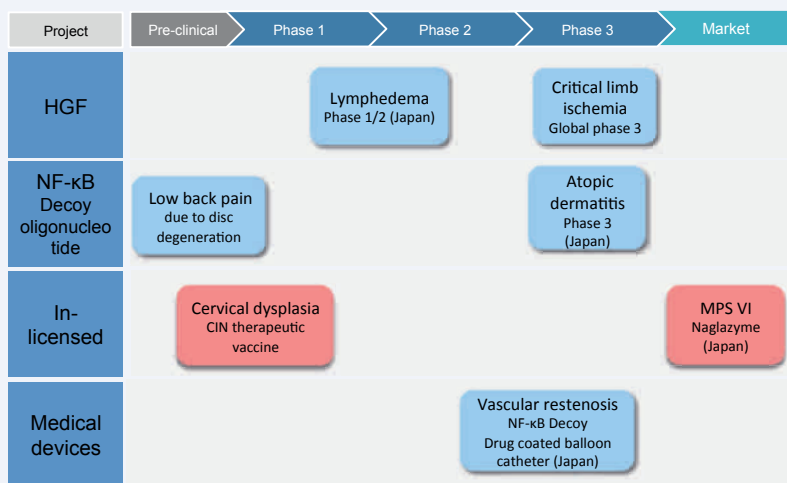 Project
Pre-clinical
Phase 1
Phase 2
Phase 3
Market
HGF
Lymphedema
Phase 1/2 (Japan)
Critical limb
ischemia
Global phase 3
NF-κB
Decoy
oligonucleo
tide
Low back pain
due to disc
degeneration
Atopic
dermatitis
Phase 3
(Japan)
In-
licensed
Cervical dysplasia
CIN therapeutic
vaccine
MPS VI
Naglazyme
(Japan)
Medical
devices
Vascular restenosis
NF-κB Decoy
Drug coated balloon
catheter (Japan)